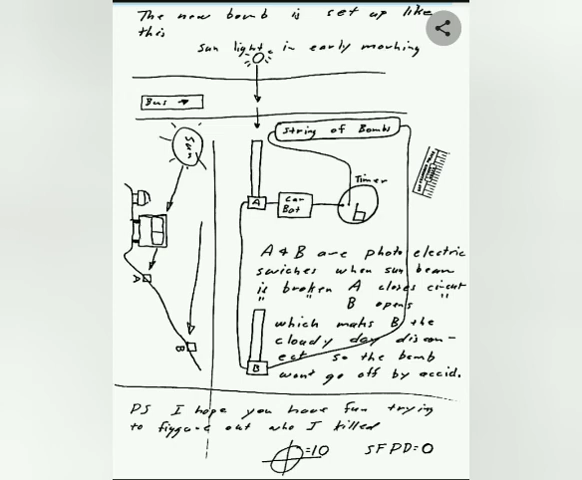 The new bomb is set up like
this
sun light in early morning
Bus
String of Bombs
Sun
Timer
A
Car
Bat
A & B are photo electric
swiches when sun beam
is broken A closes circut
" " B opens "
which maks B the
cloudy day discon-
ect so the bomb
wont go off by accid.
A
B
B
PS I hope you have fun trying
to figgure out who I killed
=10 SFPD=0